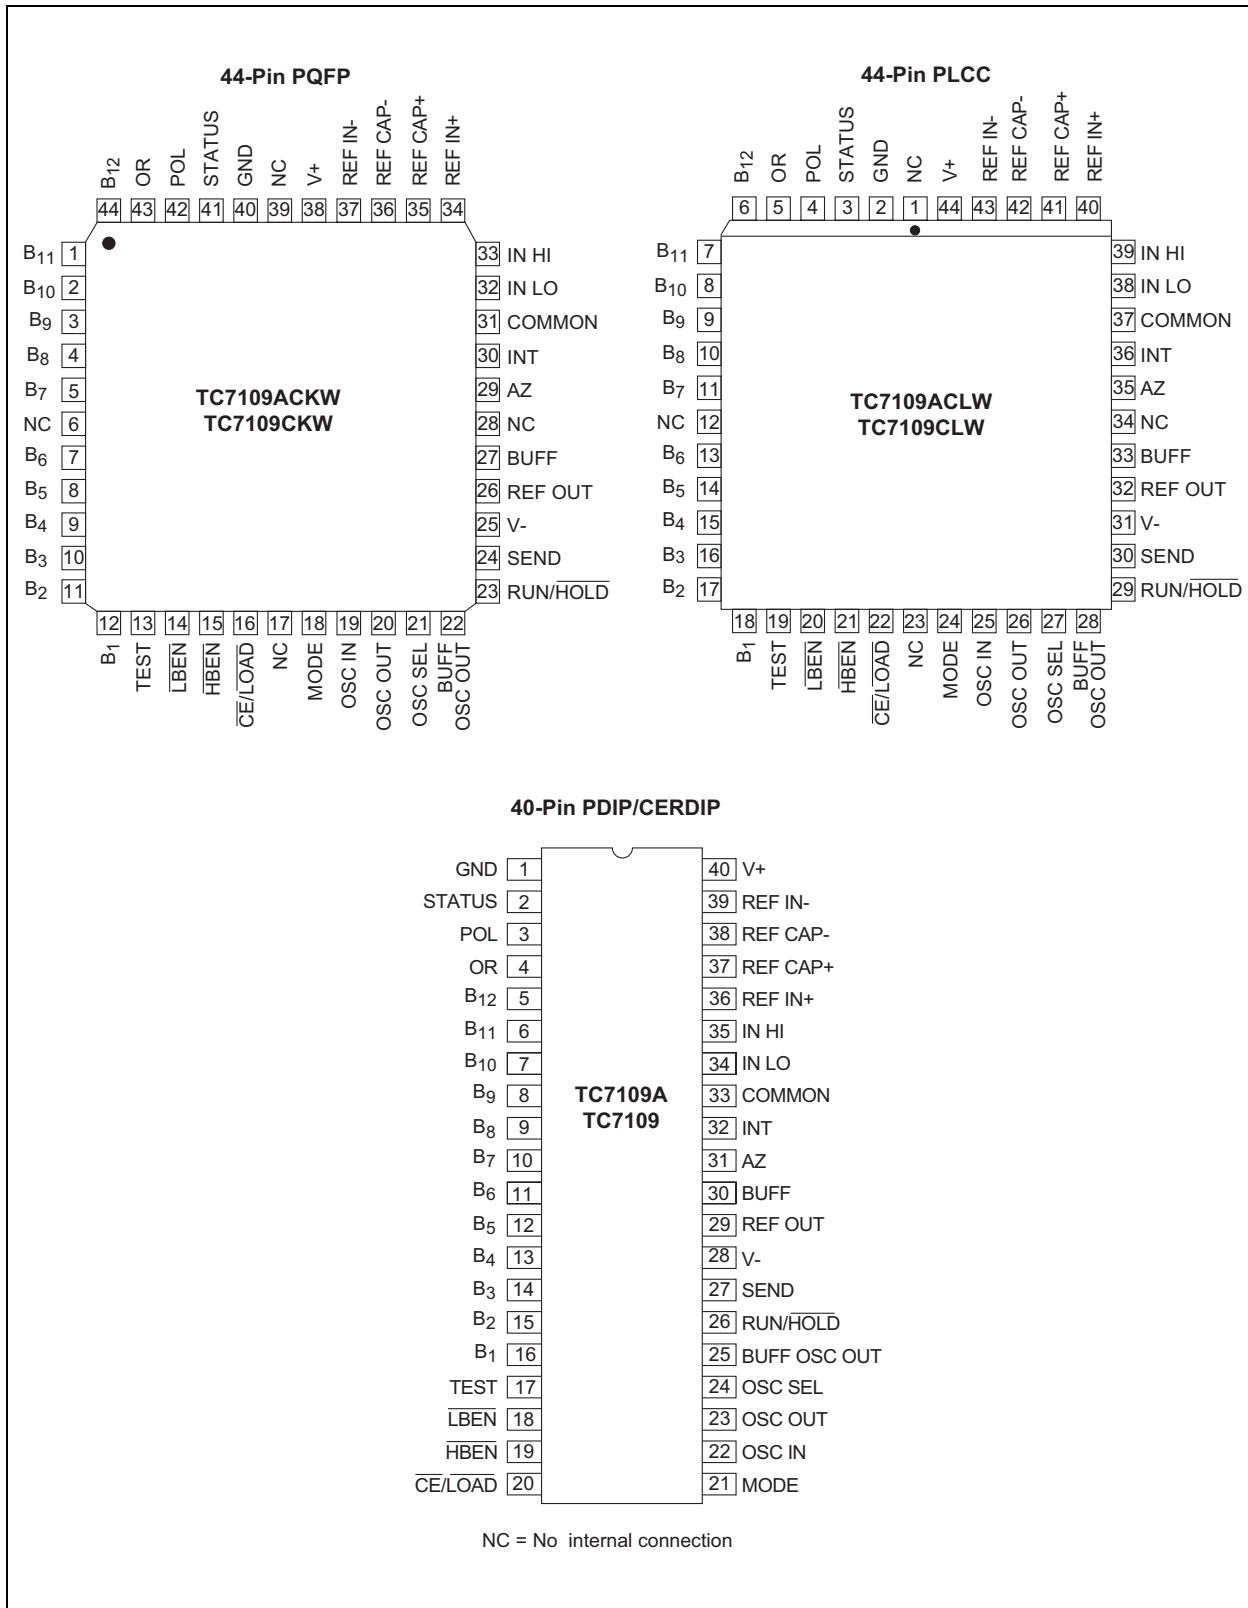 44-Pin PQFP
B12
OR
POL
STATUS
GND
NC
V+
REF IN-
REF CAP-
REF CAP+
REF IN+
44 43 42 41 40 39 38 37 36 35 34
B11 1
B10 2
B9 3
B8 4
B7 5
NC 6
B6 7
B5 8
B4 9
B3 10
B2 11
TC7109ACKW
TC7109CKW
33 IN HI
32 IN LO
31 COMMON
30 INT
29 AZ
28 NC
27 BUFF
26 REF OUT
25 V-
24 SEND
23 RUN/HOLD
12 13 14 15 16 17 18 19 20 21 22
B1
TEST
LBEN
HBEN
CE/LOAD
NC
MODE
OSC IN
OSC OUT
OSC SEL
BUFF
OSC OUT
44-Pin PLCC
B12
OR
POL
STATUS
GND
NC
V+
REF IN-
REF CAP-
REF CAP+
REF IN+
6 5 4 3 2 1 44 43 42 41 40
B11 7
B10 8
B9 9
B8 10
B7 11
NC 12
B6 13
B5 14
B4 15
B3 16
B2 17
TC7109ACLW
TC7109CLW
39 IN HI
38 IN LO
37 COMMON
36 INT
35 AZ
34 NC
33 BUFF
32 REF OUT
31 V-
30 SEND
29 RUN/HOLD
18 19 20 21 22 23 24 25 26 27 28
B1
TEST
LBEN
HBEN
CE/LOAD
NC
MODE
OSC IN
OSC OUT
OSC SEL
BUFF
OSC OUT
40-Pin PDIP/CERDIP
GND 1
STATUS 2
POL 3
OR 4
B12 5
B11 6
B10 7
B9 8
B8 9
B7 10
B6 11
B5 12
B4 13
B3 14
B2 15
B1 16
TEST 17
LBEN 18
HBEN 19
CE/LOAD 20
TC7109A
TC7109
40 V+
39 REF IN-
38 REF CAP-
37 REF CAP+
36 REF IN+
35 IN HI
34 IN LO
33 COMMON
32 INT
31 AZ
30 BUFF
29 REF OUT
28 V-
27 SEND
26 RUN/HOLD
25 BUFF OSC OUT
24 OSC SEL
23 OSC OUT
22 OSC IN
21 MODE
NC = No internal connection